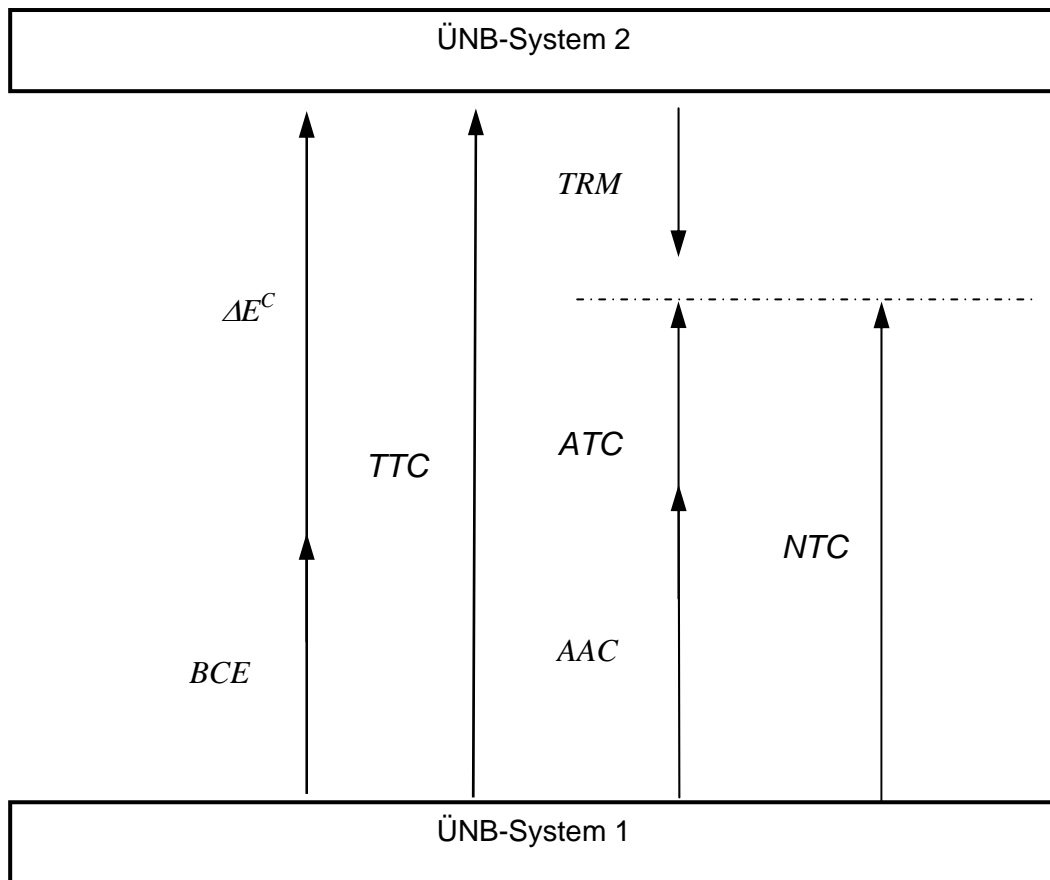 ÜNB-System 2
TRM
ΔE^C
ATC
TTC
NTC
AAC
BCE
ÜNB-System 1